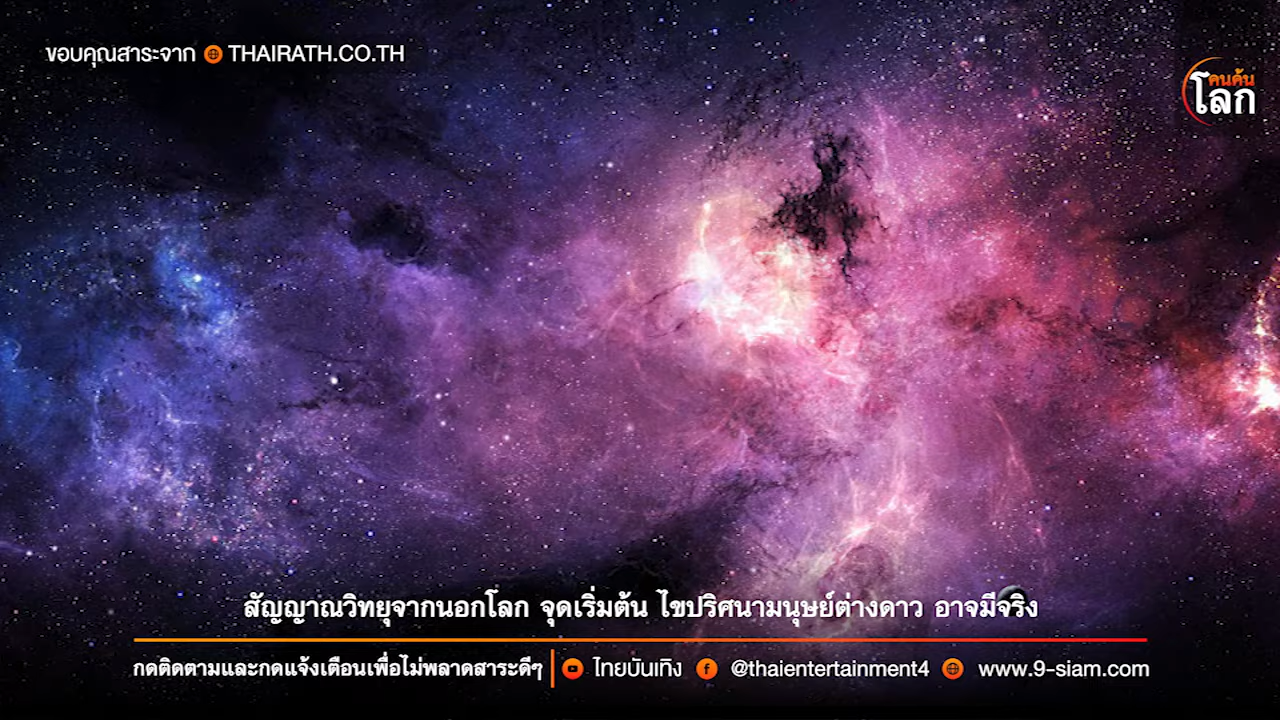 ขอบคุณสาระจาก THAIRATH.CO.TH
คนค้น
โลก
สัญญาณวิทยุจากนอกโลก จุดเริ่มต้น ไขปริศนามนุษย์ต่างดาว อาจมีจริง
กดติดตามและกดแจ้งเตือนเพื่อไม่พลาดสาระดีๆ ไทยบันเทิง @thaientertainment4 www.9-siam.com